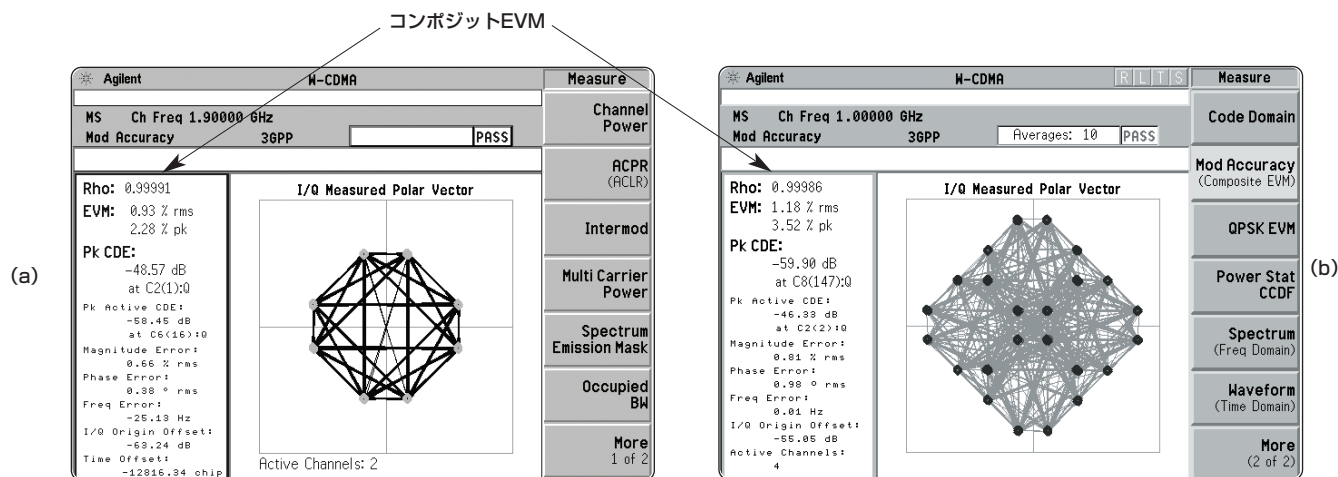 コンポジットEVM
(a)
Agilent W-CDMA Measure
MS Ch Freq 1.90000 GHz
Mod Accuracy 3GPP PASS
Rho: 0.99991
EVM: 0.93 % rms
2.28 % pk
Pk CDE:
-48.57 dB
at C2(1):Q
Pk Active CDE:
-58.45 dB
at C6(16):Q
Magnitude Error:
0.66 % rms
Phase Error:
0.38 ° rms
Freq Error:
-25.13 Hz
I/Q Origin Offset:
-63.24 dB
Time Offset:
-12816.34 chip
I/Q Measured Polar Vector
Active Channels: 2
Channel
Power
ACPR
(ACLR)
Intermod
Multi Carrier
Power
Spectrum
Emission Mask
Occupied
BW
More
1 of 2
Agilent W-CDMA R L T S Measure
MS Ch Freq 1.00000 GHz
Mod Accuracy 3GPP Averages: 10 PASS
Rho: 0.99986
EVM: 1.18 % rms
3.52 % pk
Pk CDE:
-59.90 dB
at C8(147):Q
Pk Active CDE:
-46.33 dB
at C2(2):Q
Magnitude Error:
0.81 % rms
Phase Error:
0.98 ° rms
Freq Error:
0.01 Hz
I/Q Origin Offset:
-55.05 dB
Active Channels:
4
I/Q Measured Polar Vector
Code Domain
Mod Accuracy
(Composite EVM)
QPSK EVM
Power Stat
CCDF
Spectrum
(Freq Domain)
Waveform
(Time Domain)
More
(2 of 2)
(b)